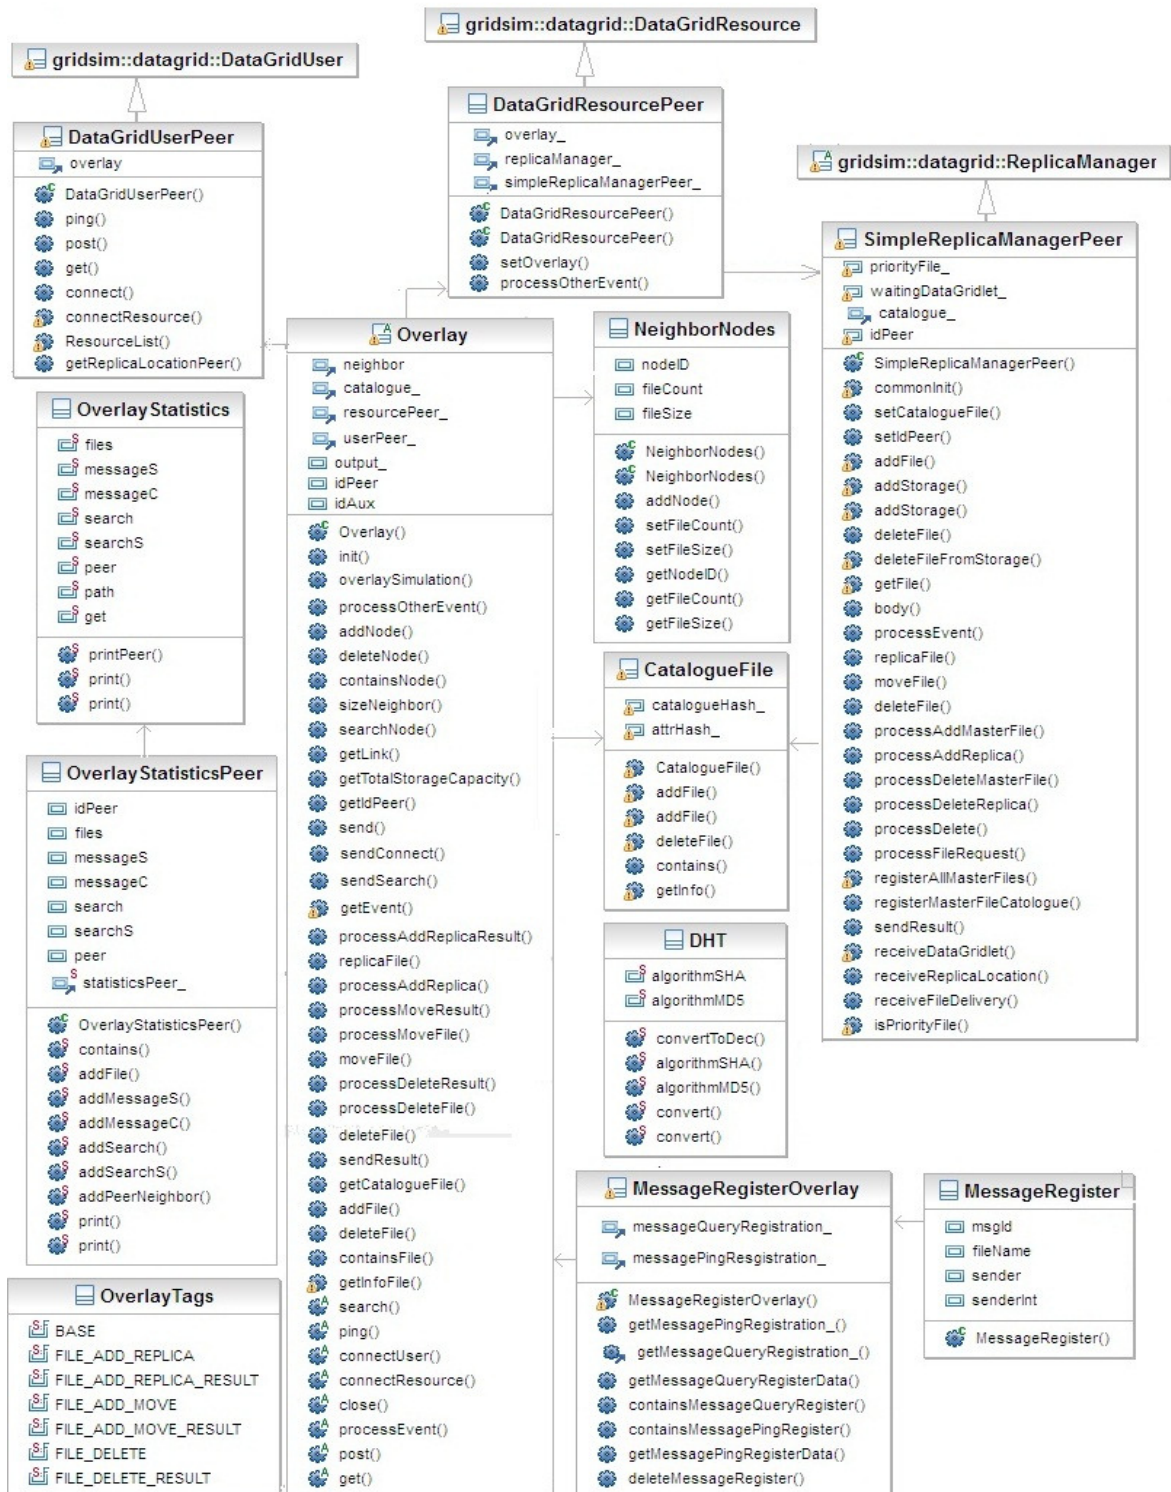 gridsim::datagrid::DataGridResource
gridsim::datagrid::DataGridUser
DataGridUserPeer
overlay
DataGridUserPeer()
ping()
post()
get()
connect()
connectResource()
ResourceList()
getReplicaLocationPeer()
DataGridResourcePeer
overlay_
replicaManager_
simpleReplicaManagerPeer_
DataGridResourcePeer()
DataGridResourcePeer()
setOverlay()
processOtherEvent()
gridsim::datagrid::ReplicaManager
SimpleReplicaManagerPeer
priorityFile_
waitingDataGridlet_
catalogue_
idPeer
SimpleReplicaManagerPeer()
commonInit()
setCatalogueFile()
setIdPeer()
addFile()
addStorage()
addStorage()
deleteFile()
deleteFileFromStorage()
getFile()
body()
processEvent()
replicaFile()
moveFile()
deleteFile()
processAddMasterFile()
processAddReplica()
processDeleteMasterFile()
processDeleteReplica()
processDelete()
processFileRequest()
registerAllMasterFiles()
registerMasterFileCatologue()
sendResult()
receiveDataGridlet()
receiveReplicaLocation()
receiveFileDelivery()
isPriorityFile()
Overlay
neighbor
catalogue_
resourcePeer_
userPeer_
output_
idPeer
idAux
Overlay()
init()
overlaySimulation()
processOtherEvent()
addNode()
deleteNode()
containsNode()
sizeNeighbor()
searchNode()
getLink()
getTotalStorageCapacity()
getIdPeer()
send()
sendConnect()
sendSearch()
getEvent()
processAddReplicaResult()
replicaFile()
processAddReplica()
processMoveResult()
processMoveFile()
moveFile()
processDeleteResult()
processDeleteFile()
deleteFile()
sendResult()
getCatalogueFile()
addFile()
deleteFile()
containsFile()
getInfoFile()
search()
ping()
connectUser()
connectResource()
close()
processEvent()
post()
get()
NeighborNodes
nodeID
fileCount
fileSize
NeighborNodes()
NeighborNodes()
addNode()
setFileCount()
setFileSize()
getNodeID()
getFileCount()
getFileSize()
OverlayStatistics
files
messageS
messageC
search
searchS
peer
path
get
printPeer()
print()
print()
CatalogueFile
catalogueHash_
attrHash_
CatalogueFile()
addFile()
addFile()
deleteFile()
contains()
getInfo()
OverlayStatisticsPeer
idPeer
files
messageS
messageC
search
searchS
peer
statisticsPeer_
OverlayStatisticsPeer()
contains()
addFile()
addMessageS()
addMessageC()
addSearch()
addSearchS()
addPeerNeighbor()
print()
print()
DHT
algorithmSHA
algorithmMD5
convertToDec()
algorithmSHA()
algorithmMD5()
convert()
convert()
MessageRegisterOverlay
messageQueryRegistration_
messagePingResgistration_
MessageRegisterOverlay()
getMessagePingRegistration_()
getMessageQueryRegistration_()
getMessageQueryRegisterData()
containsMessageQueryRegister()
containsMessagePingRegister()
getMessagePingRegisterData()
deleteMessageRegister()
MessageRegister
msgId
fileName
sender
senderInt
MessageRegister()
OverlayTags
BASE
FILE_ADD_REPLICA
FILE_ADD_REPLICA_RESULT
FILE_ADD_MOVE
FILE_ADD_MOVE_RESULT
FILE_DELETE
FILE_DELETE_RESULT